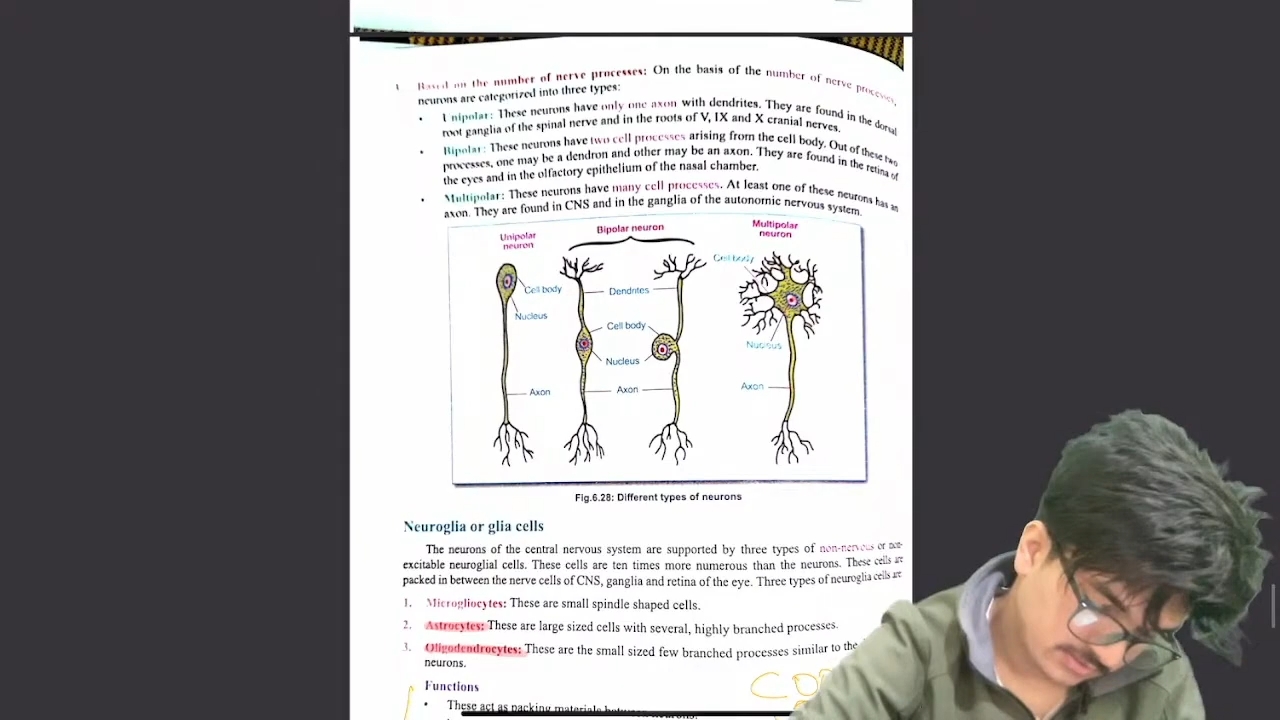 Based on the number of nerve processes: On the basis of the number of nerve processes,
neurons are categorized into three types:
• Unipolar: These neurons have only one axon with dendrites. They are found in the dorsal
root ganglia of the spinal nerve and in the roots of V, IX and X cranial nerves.
• Bipolar: These neurons have two cell processes arising from the cell body. Out of these two
processes, one may be a dendron and other may be an axon. They are found in the retina of
the eyes and in the olfactory epithelium of the nasal chamber.
• Multipolar: These neurons have many cell processes. At least one of these neurons has an
axon. They are found in CNS and in the ganglia of the autonomic nervous system.
Unipolar
neuron
Bipolar neuron
Multipolar
neuron
Cell body
Cell body
Dendrites
Nucleus
Cell body
Nucleus
Nucleus
Axon
Axon
Axon
Fig.6.28: Different types of neurons
Neuroglia or glia cells
The neurons of the central nervous system are supported by three types of non-nervous or non-
excitable neuroglial cells. These cells are ten times more numerous than the neurons. These cells are
packed in between the nerve cells of CNS, ganglia and retina of the eye. Three types of neuroglia cells are
1. Microgliocytes: These are small spindle shaped cells.
2. Astrocytes: These are large sized cells with several, highly branched processes.
3. Oligodendrocytes: These are the small sized few branched processes similar to the
neurons.
Functions
• These act as packing materials between neurons.